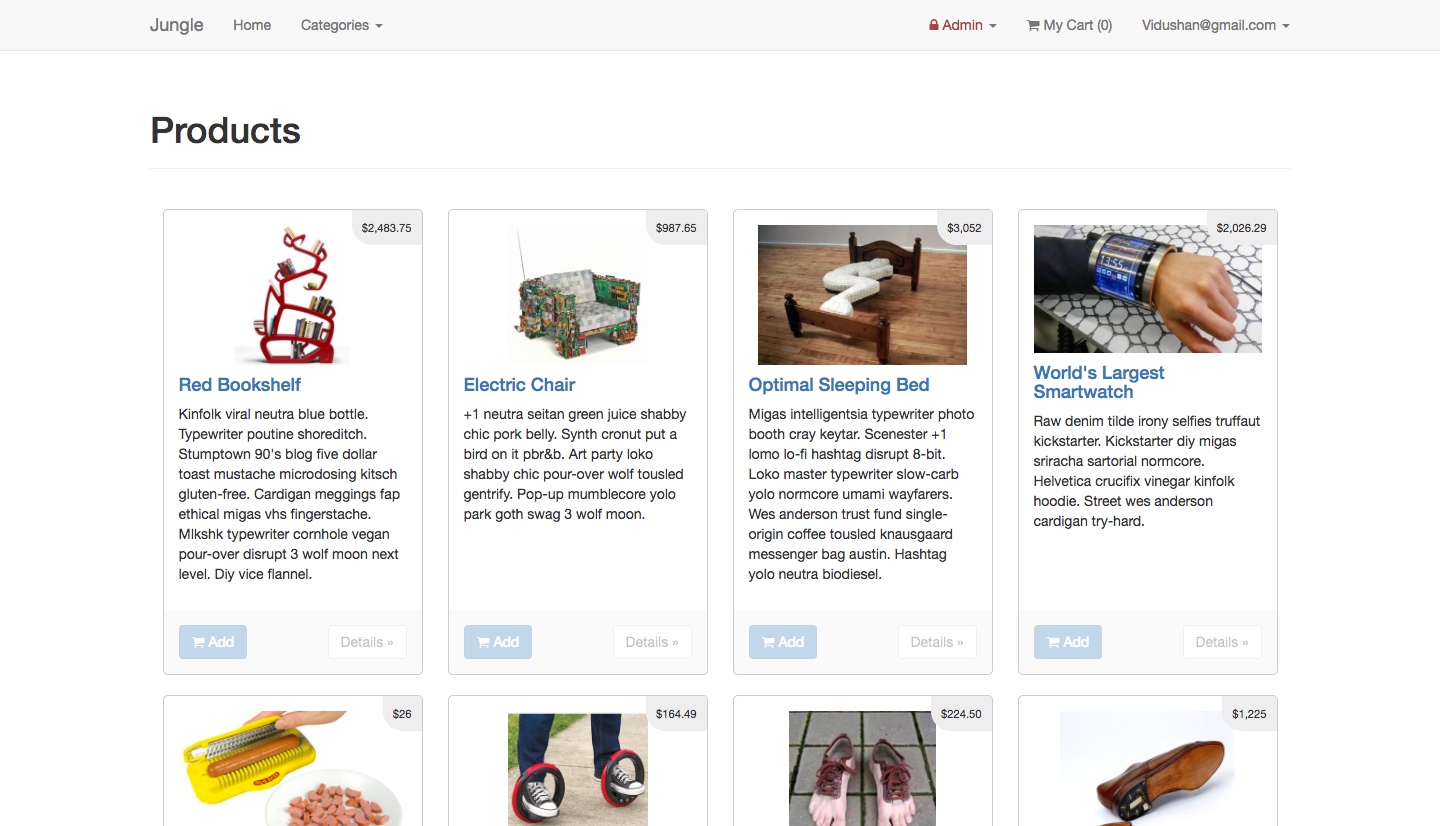 Jungle Home Categories Admin My Cart (0) Vidushan@gmail.com
Products
$2,483.75
Red Bookshelf
Kinfolk viral neutra blue bottle.
Typewriter poutine shoreditch.
Stumptown 90's blog five dollar
toast mustache microdosing kitsch
gluten-free. Cardigan meggings fap
ethical migas vhs fingerstache.
Mlkshk typewriter cornhole vegan
pour-over disrupt 3 wolf moon next
level. Diy vice flannel.
Add Details »
$987.65
Electric Chair
+1 neutra seitan green juice shabby
chic pork belly. Synth cronut put a
bird on it pbr&b. Art party loko
shabby chic pour-over wolf tousled
gentrify. Pop-up mumblecore yolo
park goth swag 3 wolf moon.
Add Details »
$3,052
Optimal Sleeping Bed
Migas intelligentsia typewriter photo
booth cray keytar. Scenester +1
lomo lo-fi hashtag disrupt 8-bit.
Loko master typewriter slow-carb
yolo normcore umami wayfarers.
Wes anderson trust fund single-
origin coffee tousled knausgaard
messenger bag austin. Hashtag
yolo neutra biodiesel.
Add Details »
$2,026.29
13:55
World's Largest
Smartwatch
Raw denim tilde irony selfies truffaut
kickstarter. Kickstarter diy migas
sriracha sartorial normcore.
Helvetica crucifix vinegar kinfolk
hoodie. Street wes anderson
cardigan try-hard.
Add Details »
$26
$164.49
$224.50
$1,225